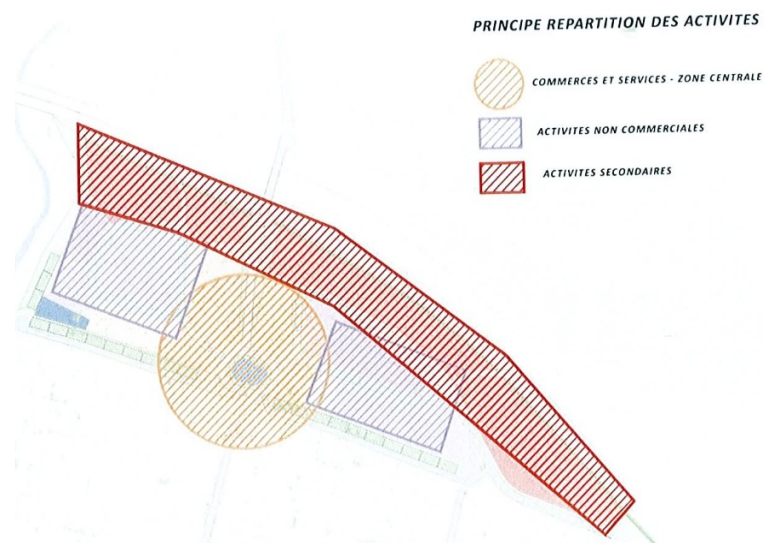 PRINCIPE REPARTITION DES ACTIVITES
COMMERCES ET SERVICES - ZONE CENTRALE
ACTIVITES NON COMMERCIALES
ACTIVITES SECONDAIRES